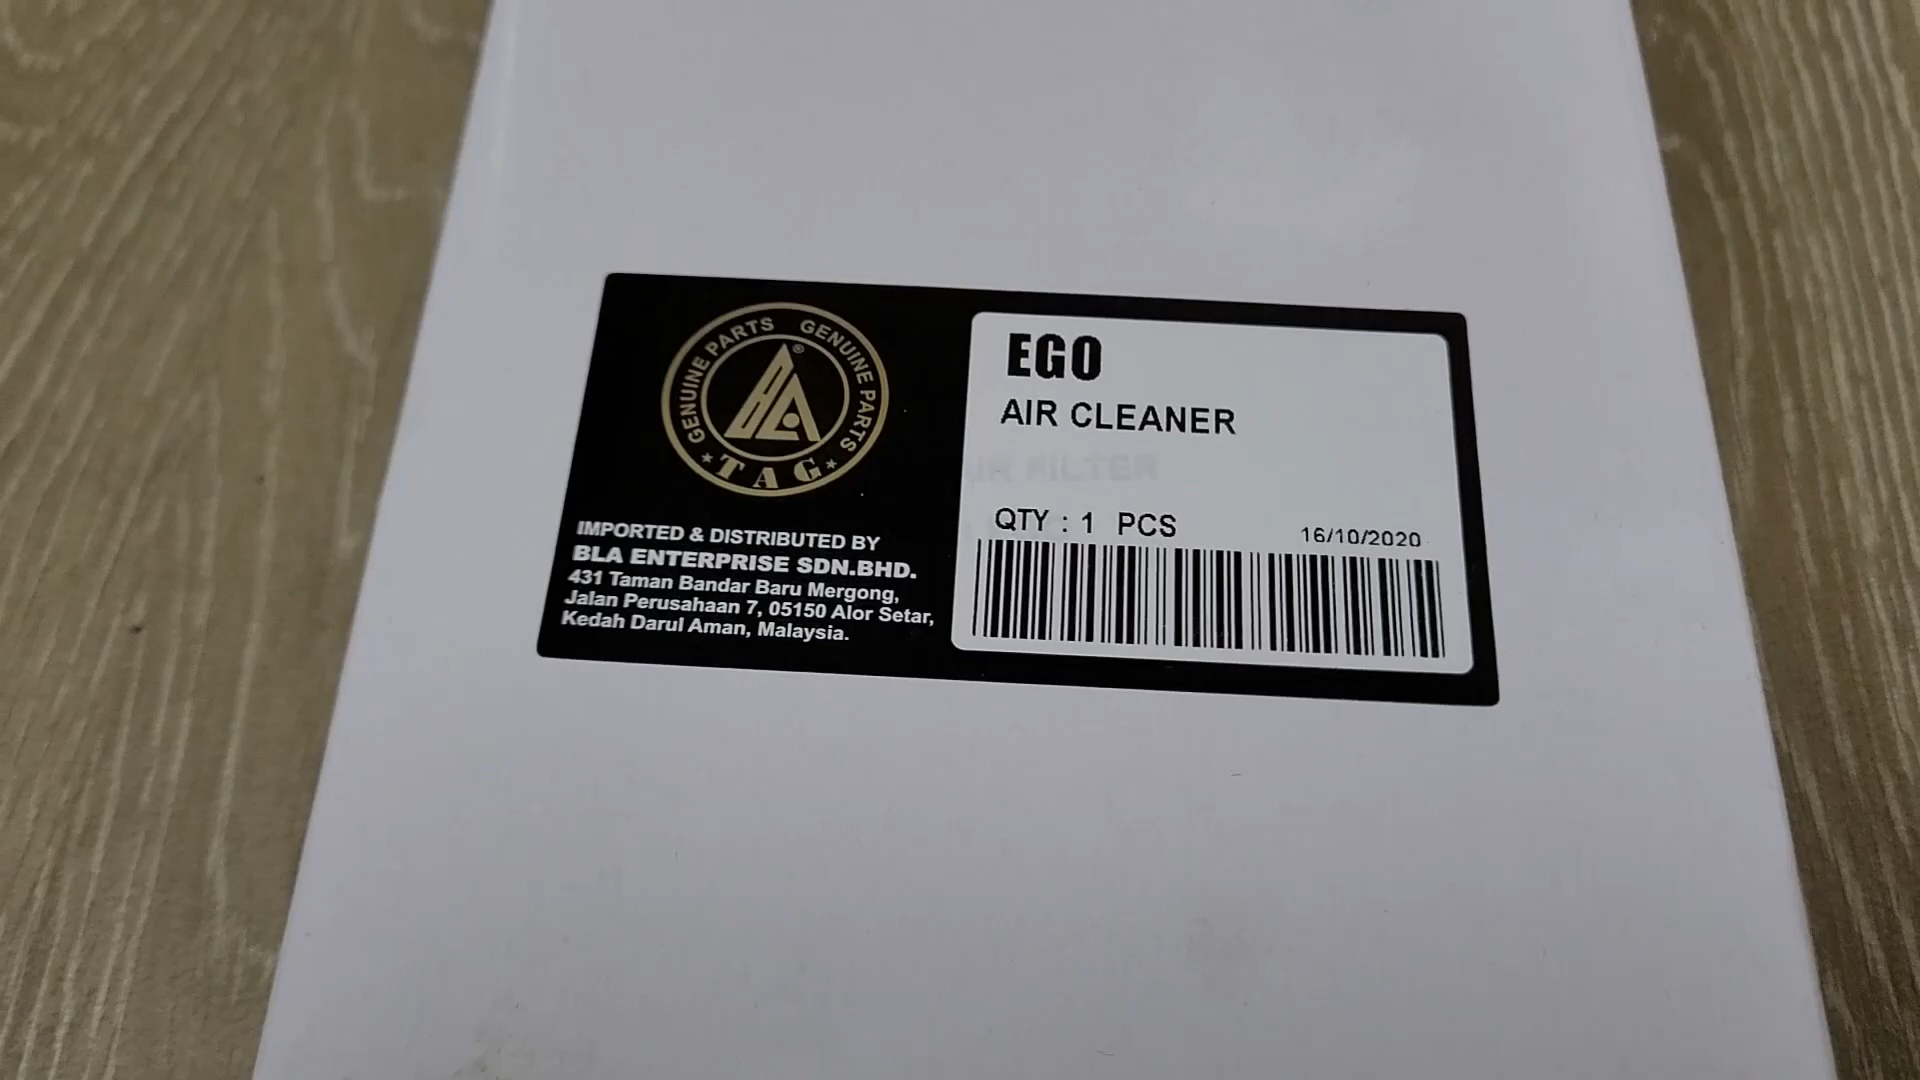 GENUINE PARTS GENUINE PARTS
BLA®
★TAG★
IMPORTED & DISTRIBUTED BY
BLA ENTERPRISE SDN.BHD.
431 Taman Bandar Baru Mergong,
Jalan Perusahaan 7, 05150 Alor Setar,
Kedah Darul Aman, Malaysia.
EGO
AIR CLEANER
AIR FILTER
QTY : 1 PCS
16/10/2020